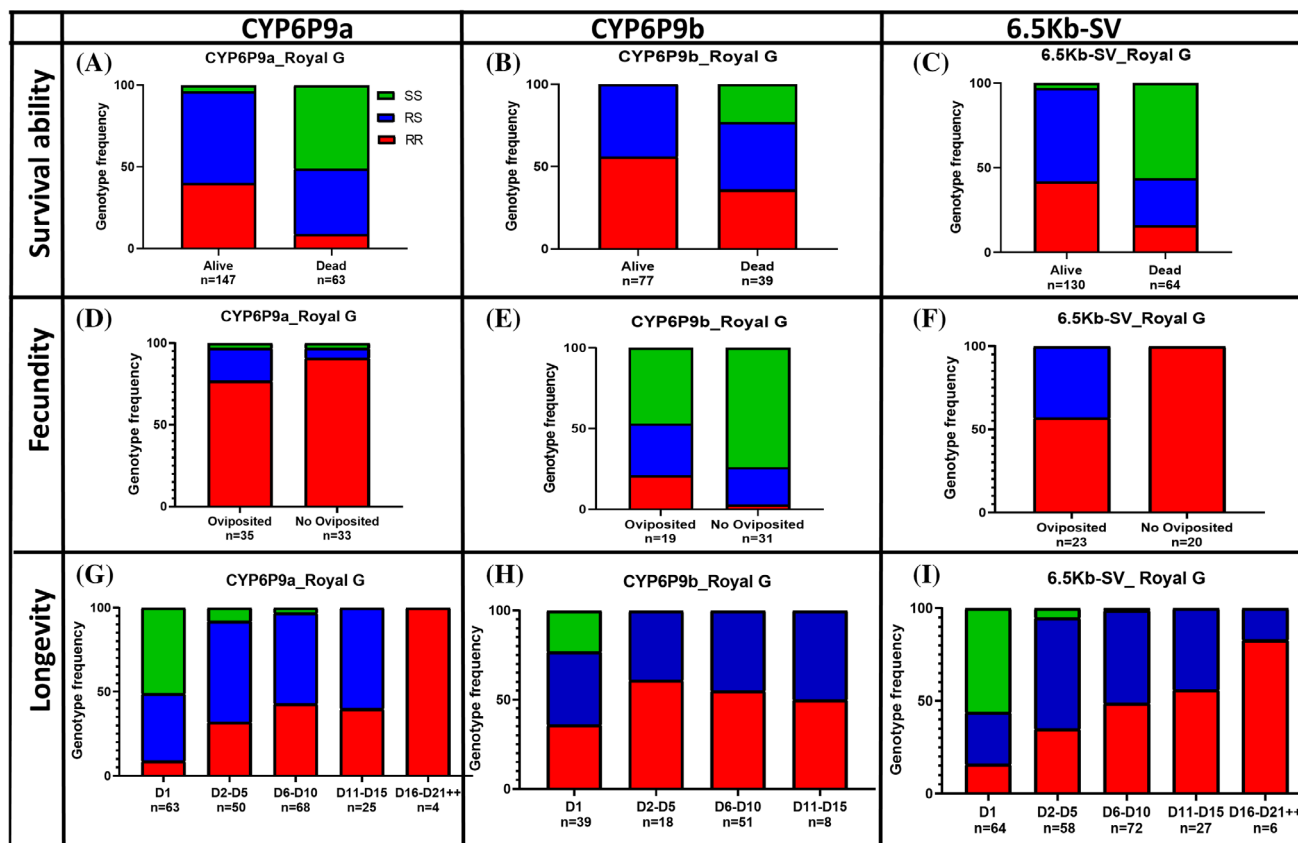 CYP6P9a CYP6P9b 6.5Kb-SV
Survival ability
(A)
CYP6P9a_Royal G
Genotype frequency
100
50
0
SS
RS
RR
Alive Dead
n=147 n=63
(B)
CYP6P9b_Royal G
Genotype frequency
100
50
0
Alive Dead
n=77 n=39
(C)
6.5Kb-SV_Royal G
Genotype frequency
100
50
0
Alive Dead
n=130 n=64
Fecundity
(D)
CYP6P9a_Royal G
Genotype frequency
100
50
0
Oviposited No Oviposited
n=35 n=33
(E)
CYP6P9b_Royal G
Genotype frequency
100
50
0
Oviposited No Oviposited
n=19 n=31
(F)
6.5Kb-SV_Royal G
Genotype frequency
100
50
0
Oviposited No Oviposited
n=23 n=20
Longevity
(G)
CYP6P9a_Royal G
Genotype frequency
100
50
0
D1 D2-D5 D6-D10 D11-D15 D16-D21++
n=63 n=50 n=68 n=25 n=4
(H)
CYP6P9b_Royal G
Genotype frequency
100
50
0
D1 D2-D5 D6-D10 D11-D15
n=39 n=18 n=51 n=8
(I)
6.5Kb-SV_ Royal G
Genotype frequency
100
50
0
D1 D2-D5 D6-D10 D11-D15 D16-D21++
n=64 n=58 n=72 n=27 n=6